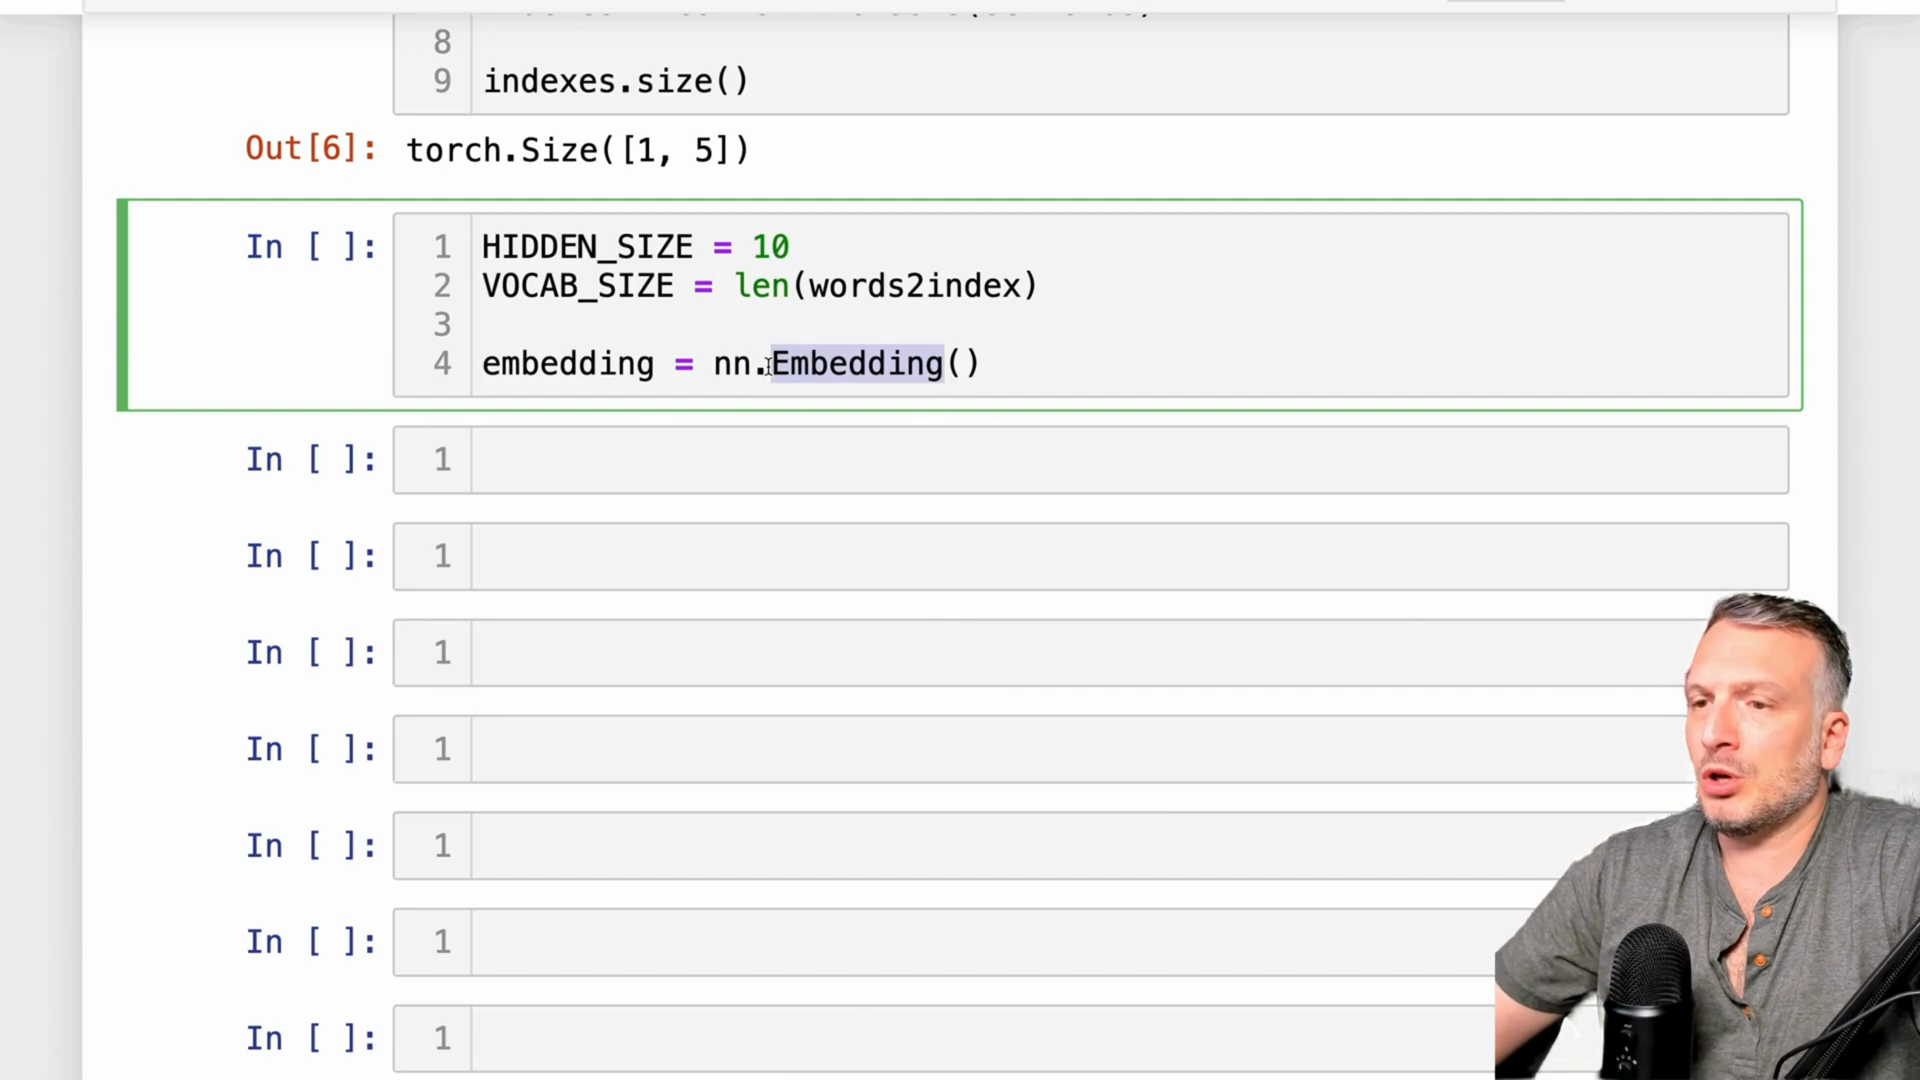 8
9 indexes.size()
Out[6]: torch.Size([1, 5])
In [ ]: 1 HIDDEN_SIZE = 10
2 VOCAB_SIZE = len(words2index)
3
4 embedding = nn.Embedding()
In [ ]: 1
In [ ]: 1
In [ ]: 1
In [ ]: 1
In [ ]: 1
In [ ]: 1
In [ ]: 1